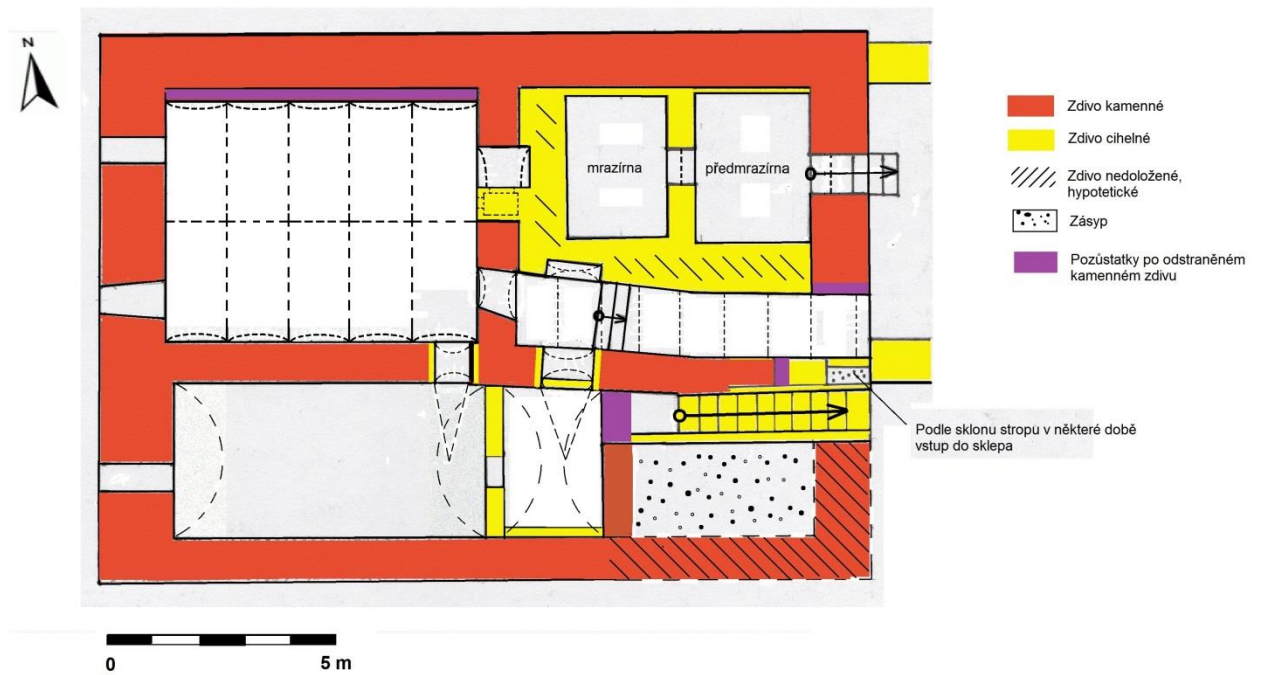 N
mrazírna
předmrazírna
Zdivo kamenné
Zdivo cihelné
Zdivo nedoložené,
hypotetické
Zásyp
Pozůstatky po odstraněném
kamenném zdivu
Podle sklonu stropu v některé době
vstup do sklepa
0
5 m